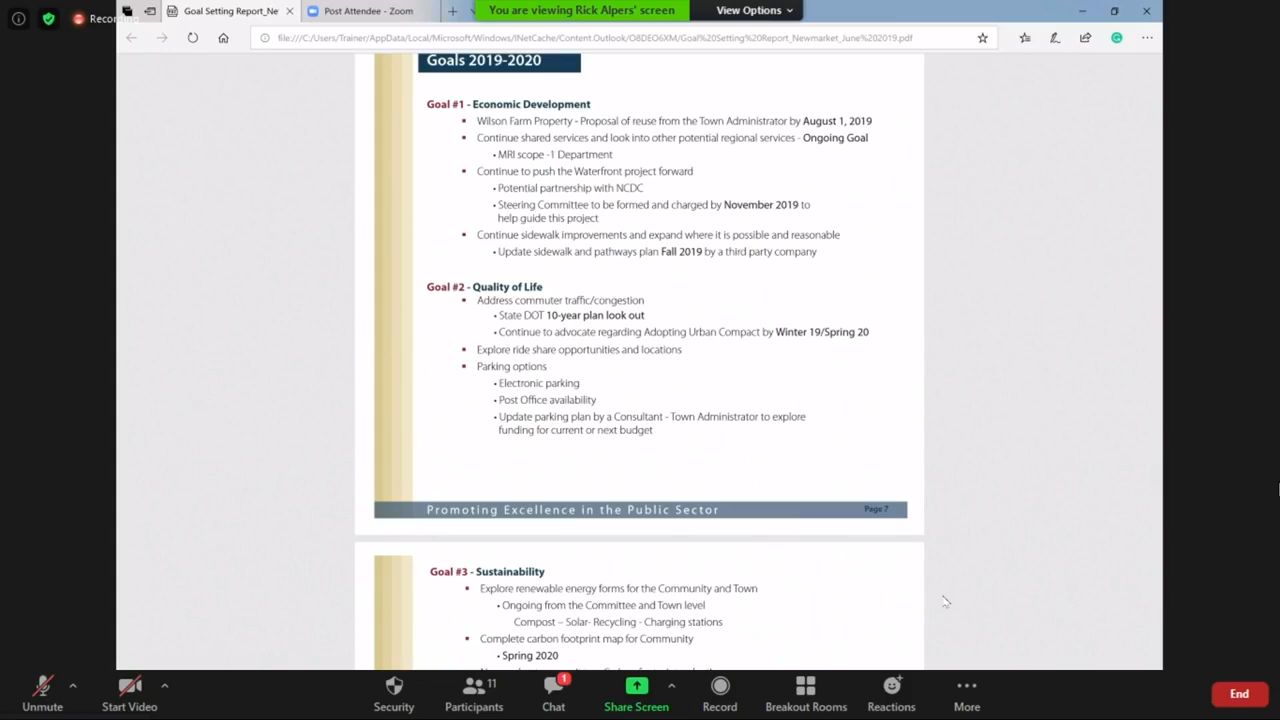 Recording
Goal Setting Report_Ne
Post Attendee - Zoom
You are viewing Rick Alpers' screen
View Options
file:///C:/Users/Trainer/AppData/Local/Microsoft/Windows/INetCache/Content.Outlook/O8DEO6XM/Goal%20Setting%20Report_Newmarket_June%202019.pdf
Goals 2019-2020
Goal #1 - Economic Development
▪ Wilson Farm Property - Proposal of reuse from the Town Administrator by August 1, 2019
▪ Continue shared services and look into other potential regional services - Ongoing Goal
• MRI scope -1 Department
▪ Continue to push the Waterfront project forward
• Potential partnership with NCDC
• Steering Committee to be formed and charged by November 2019 to
help guide this project
▪ Continue sidewalk improvements and expand where it is possible and reasonable
• Update sidewalk and pathways plan Fall 2019 by a third party company
Goal #2 - Quality of Life
▪ Address commuter traffic/congestion
• State DOT 10-year plan look out
• Continue to advocate regarding Adopting Urban Compact by Winter 19/Spring 20
▪ Explore ride share opportunities and locations
▪ Parking options
• Electronic parking
• Post Office availability
• Update parking plan by a Consultant - Town Administrator to explore
funding for current or next budget
Promoting Excellence in the Public Sector
Page 7
Goal #3 - Sustainability
▪ Explore renewable energy forms for the Community and Town
• Ongoing from the Committee and Town level
Compost – Solar- Recycling - Charging stations
▪ Complete carbon footprint map for Community
• Spring 2020
Unmute
Start Video
Security
Participants
11
Chat
1
Share Screen
Record
Breakout Rooms
Reactions
More
End